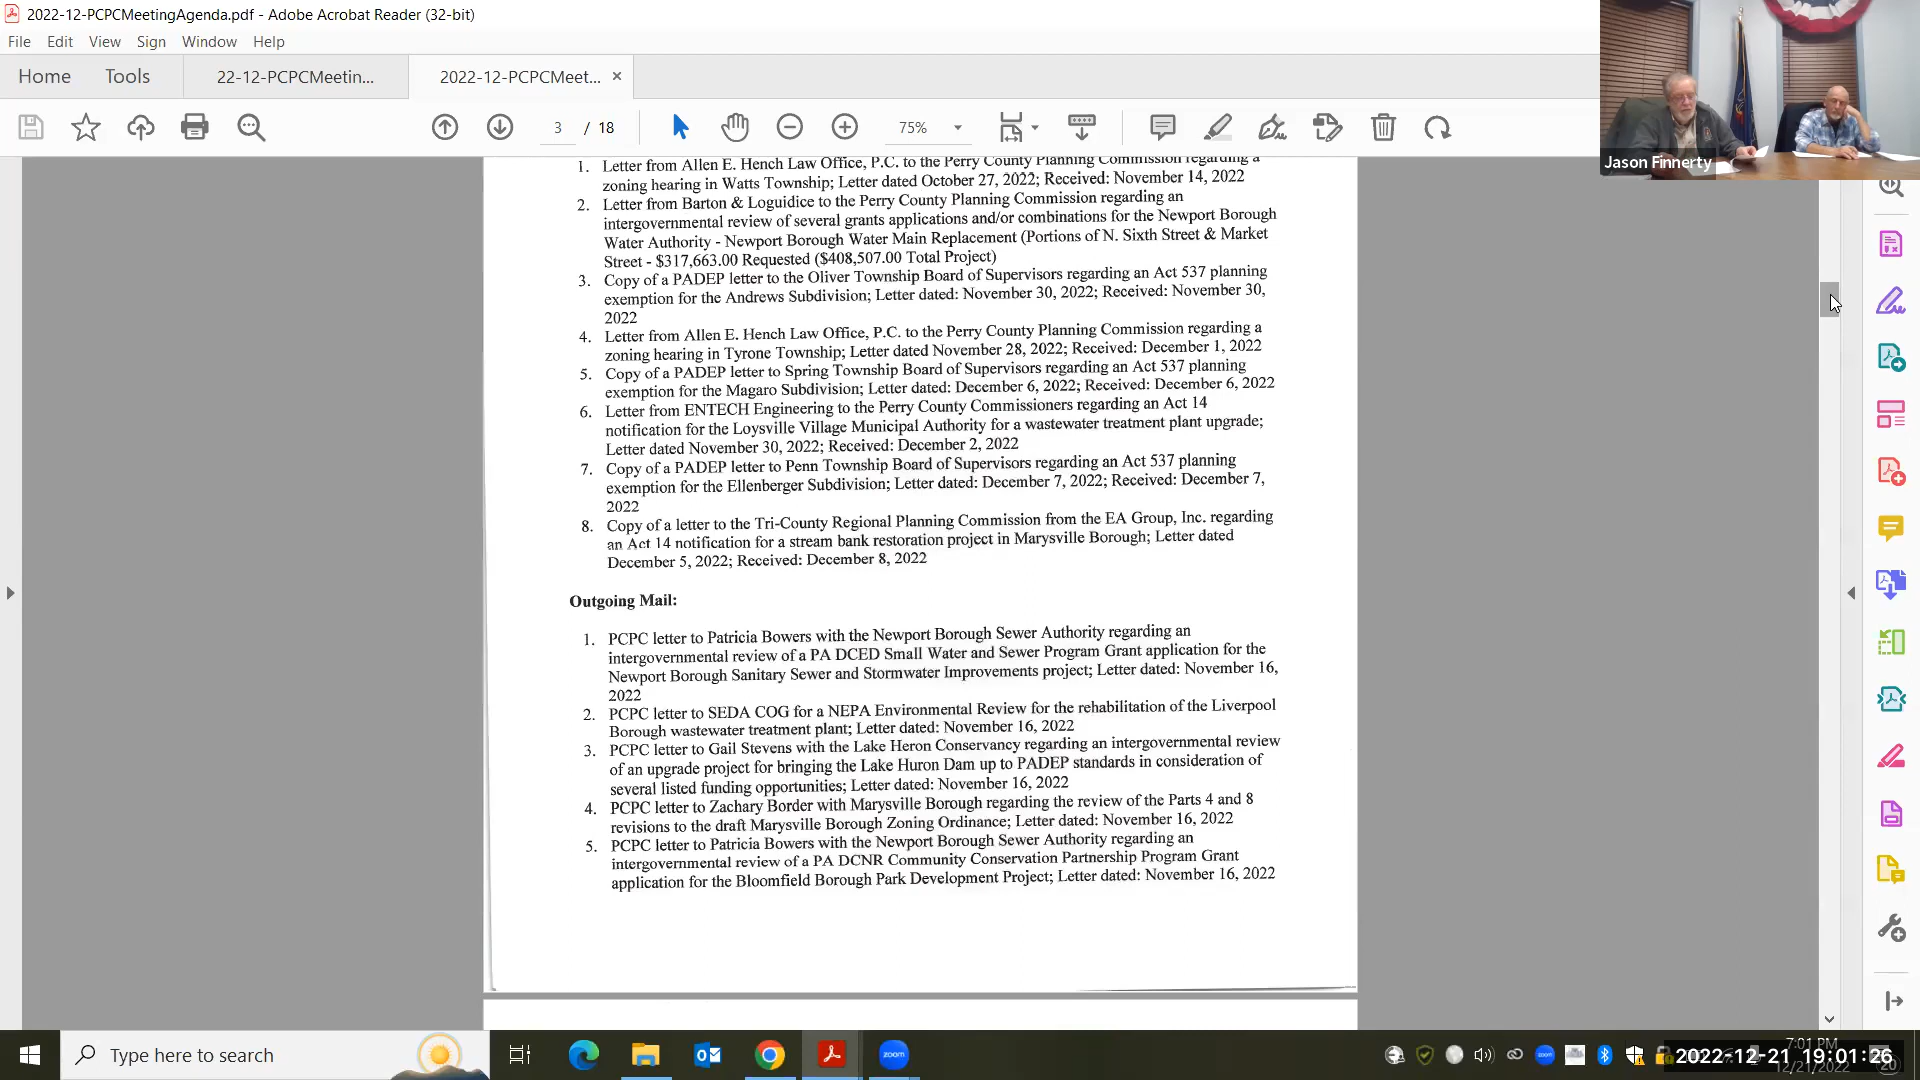 2022-12-PCPCMeetingAgenda.pdf - Adobe Acrobat Reader (32-bit)
File Edit View Sign Window Help
Home Tools 22-12-PCPCMeetin... 2022-12-PCPCMeet... ×
3 / 18 75%
Jason Finnerty
1. Letter from Allen E. Hench Law Office, P.C. to the Perry County Planning Commission regarding a
zoning hearing in Watts Township; Letter dated October 27, 2022; Received: November 14, 2022
2. Letter from Barton & Loguidice to the Perry County Planning Commission regarding an
intergovernmental review of several grants applications and/or combinations for the Newport Borough
Water Authority - Newport Borough Water Main Replacement (Portions of N. Sixth Street & Market
Street - $317,663.00 Requested ($408,507.00 Total Project)
3. Copy of a PADEP letter to the Oliver Township Board of Supervisors regarding an Act 537 planning
exemption for the Andrews Subdivision; Letter dated: November 30, 2022; Received: November 30,
2022
4. Letter from Allen E. Hench Law Office, P.C. to the Perry County Planning Commission regarding a
zoning hearing in Tyrone Township; Letter dated November 28, 2022; Received: December 1, 2022
5. Copy of a PADEP letter to Spring Township Board of Supervisors regarding an Act 537 planning
exemption for the Magaro Subdivision; Letter dated: December 6, 2022; Received: December 6, 2022
6. Letter from ENTECH Engineering to the Perry County Commissioners regarding an Act 14
notification for the Loysville Village Municipal Authority for a wastewater treatment plant upgrade;
Letter dated November 30, 2022; Received: December 2, 2022
7. Copy of a PADEP letter to Penn Township Board of Supervisors regarding an Act 537 planning
exemption for the Ellenberger Subdivision; Letter dated: December 7, 2022; Received: December 7,
2022
8. Copy of a letter to the Tri-County Regional Planning Commission from the EA Group, Inc. regarding
an Act 14 notification for a stream bank restoration project in Marysville Borough; Letter dated
December 5, 2022; Received: December 8, 2022
Outgoing Mail:
1. PCPC letter to Patricia Bowers with the Newport Borough Sewer Authority regarding an
intergovernmental review of a PA DCED Small Water and Sewer Program Grant application for the
Newport Borough Sanitary Sewer and Stormwater Improvements project; Letter dated: November 16,
2022
2. PCPC letter to SEDA COG for a NEPA Environmental Review for the rehabilitation of the Liverpool
Borough wastewater treatment plant; Letter dated: November 16, 2022
3. PCPC letter to Gail Stevens with the Lake Heron Conservancy regarding an intergovernmental review
of an upgrade project for bringing the Lake Huron Dam up to PADEP standards in consideration of
several listed funding opportunities; Letter dated: November 16, 2022
4. PCPC letter to Zachary Border with Marysville Borough regarding the review of the Parts 4 and 8
revisions to the draft Marysville Borough Zoning Ordinance; Letter dated: November 16, 2022
5. PCPC letter to Patricia Bowers with the Newport Borough Sewer Authority regarding an
intergovernmental review of a PA DCNR Community Conservation Partnership Program Grant
application for the Bloomfield Borough Park Development Project; Letter dated: November 16, 2022
Type here to search
zoom
7:01 PM
2022-12-21 19:01:26
12/21/2022
20